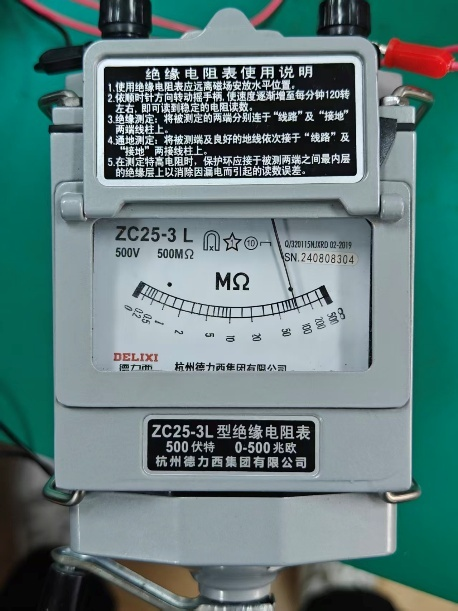 绝缘电阻表使用说明
1.使用绝缘电阻表应远离磁场安放水平位置。
2.依顺时针方向转动摇手柄,使速度逐渐增至每分钟120转
左右,即可读到稳定的电阻读数。
3.绝缘测定:将被测定的两端分别连于“线路”及“接地”
两端线柱上。
4.通地测定:将被测端及良好的地线依次接于“线路”及
“接地”两接线柱上。
5.在测定特高电阻时,保护环应接于被测两端之间最内层
的绝缘层上以消除因漏电而引起的读数误差。
ZC25-3 L
500V 500MΩ
10
Q/320115NJXRD 02-2019
SN.240808304
MΩ
0 0.2 0.5 1 2 5 10 20 50 100 200 500 ∞
DELIXI
德力西 杭州德力西集团有限公司
ZC25-3L型绝缘电阻表
500伏特 0-500兆欧
杭州德力西集团有限公司